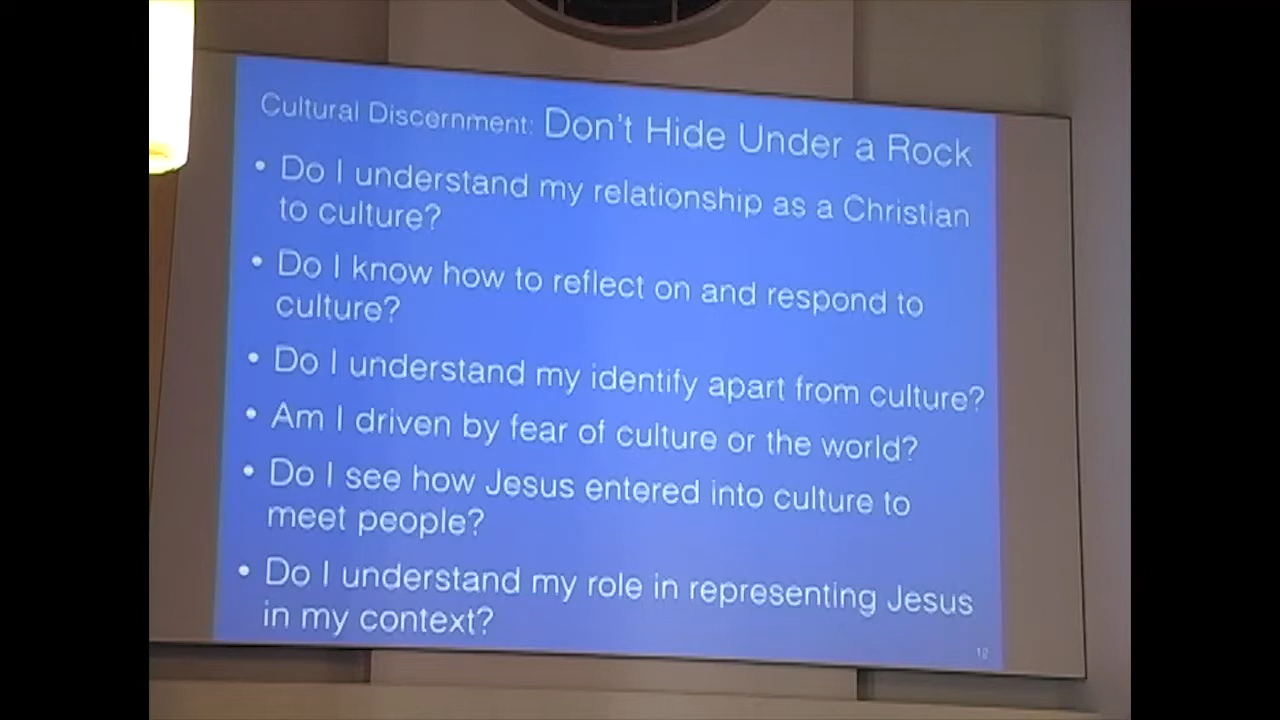 Cultural Discernment: Don't Hide Under a Rock
• Do I understand my relationship as a Christian
to culture?
• Do I know how to reflect on and respond to
culture?
• Do I understand my identify apart from culture?
• Am I driven by fear of culture or the world?
• Do I see how Jesus entered into culture to
meet people?
• Do I understand my role in representing Jesus
in my context?
12